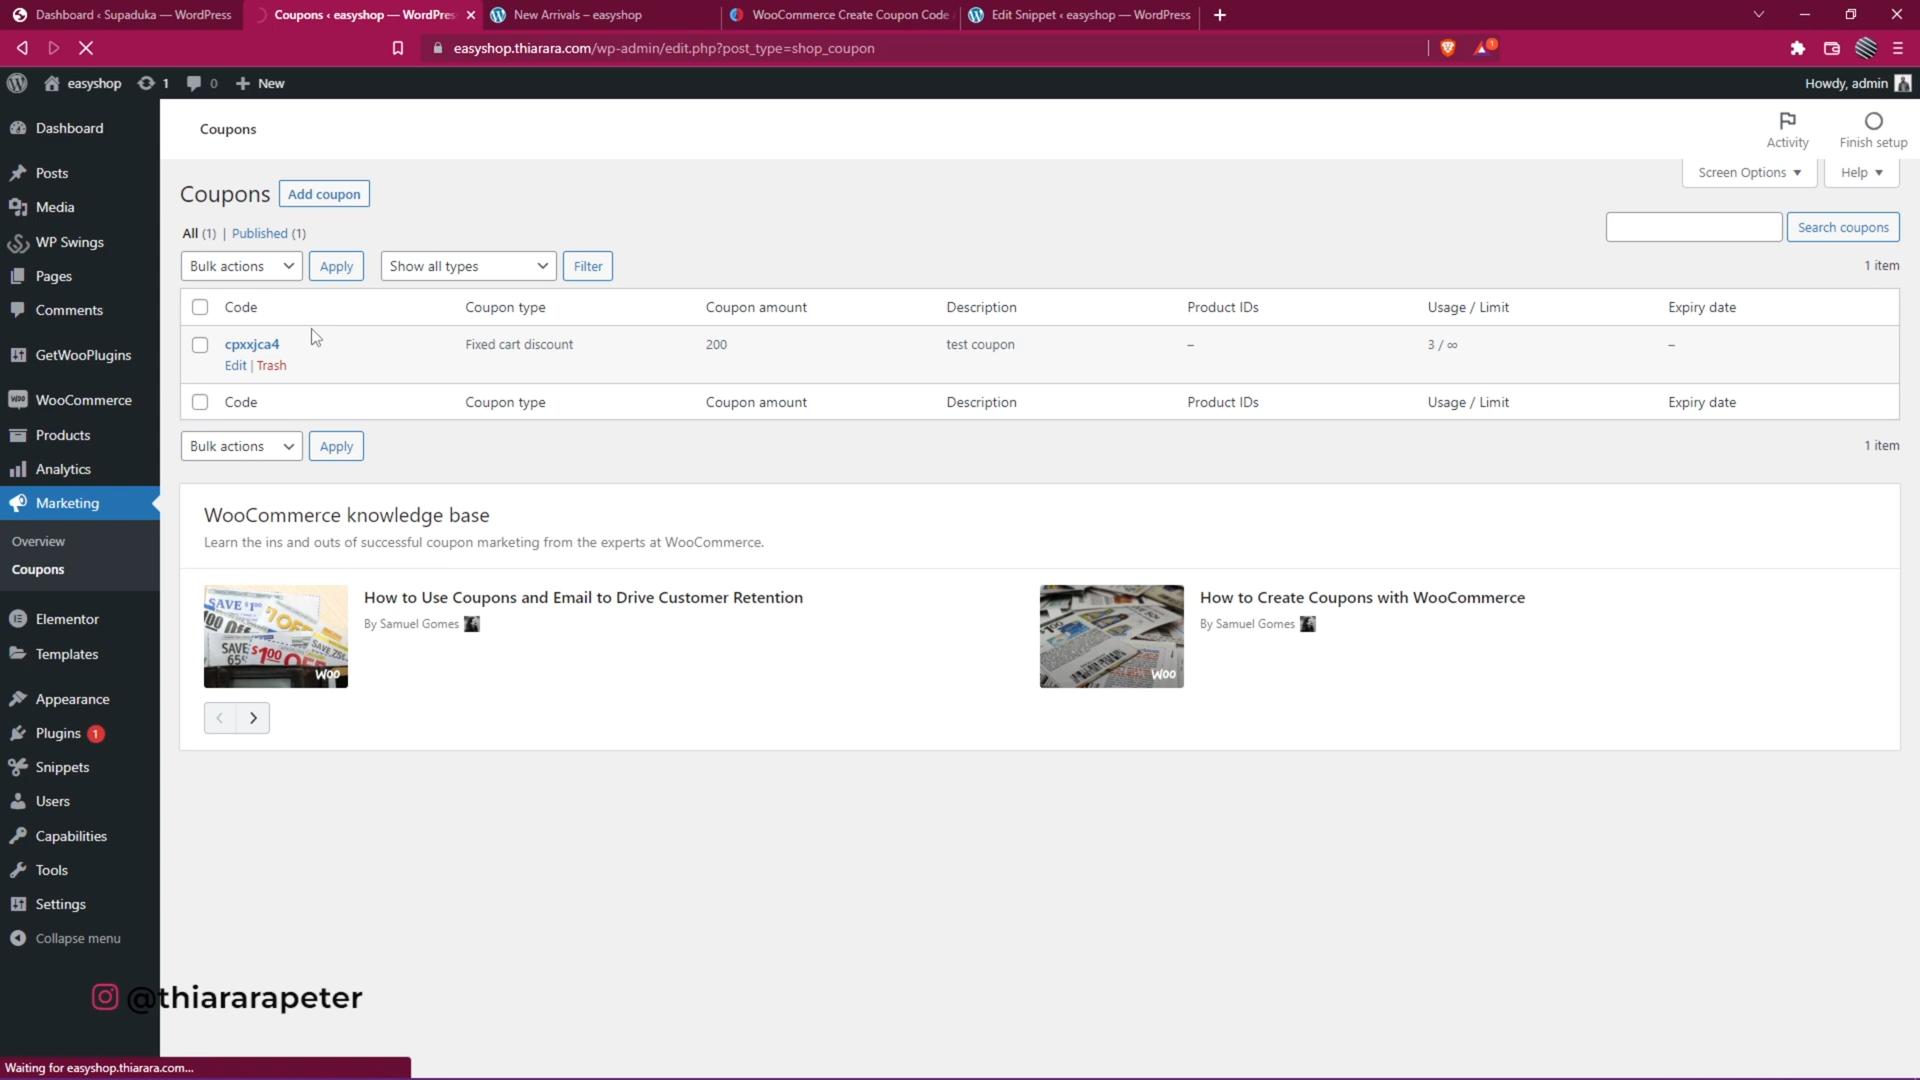 Dashboard ‹ Supaduka — WordPress
Coupons ‹ easyshop — WordPres
New Arrivals – easyshop
WooCommerce Create Coupon Code
Edit Snippet ‹ easyshop — WordPress
easyshop.thiarara.com/wp-admin/edit.php?post_type=shop_coupon
1
easyshop
1
0
New
Howdy, admin
Dashboard
Posts
Media
WP Swings
Pages
Comments
GetWooPlugins
WooCommerce
Products
Analytics
Marketing
Overview
Coupons
Elementor
Templates
Appearance
Plugins 1
Snippets
Users
Capabilities
Tools
Settings
Collapse menu
Coupons
Activity
Finish setup
Screen Options
Help
Coupons
Add coupon
All (1) | Published (1)
Search coupons
Bulk actions
Apply
Show all types
Filter
1 item
Code Coupon type Coupon amount Description Product IDs Usage / Limit Expiry date
cpxxjca4 Fixed cart discount 200 test coupon – 3 / ∞ –
Edit | Trash
Code Coupon type Coupon amount Description Product IDs Usage / Limit Expiry date
Bulk actions
Apply
1 item
WooCommerce knowledge base
Learn the ins and outs of successful coupon marketing from the experts at WooCommerce.
How to Use Coupons and Email to Drive Customer Retention
By Samuel Gomes
How to Create Coupons with WooCommerce
By Samuel Gomes
@thiararapeter
Waiting for easyshop.thiarara.com...